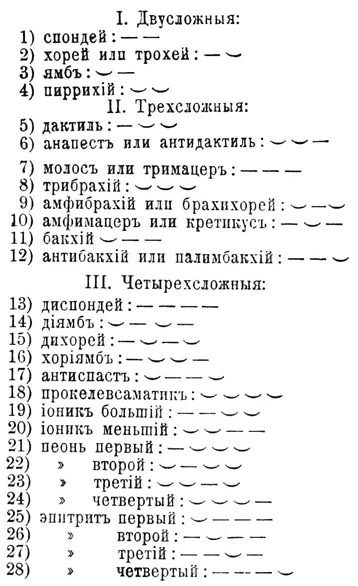 I. Двусложныя:
1) спондей: — —
2) хорей или трохей: — ⏑
3) ямбъ: ⏑ —
4) пиррихій: ⏑ ⏑
II. Трехсложныя:
5) дактиль: — ⏑ ⏑
6) анапестъ или антидактиль: ⏑ ⏑ —
7) молосъ или тримацеръ: — — —
8) трибрахій: ⏑ ⏑ ⏑
9) амфибрахій или брахихорей: ⏑ — ⏑
10) амфимацеръ или кретикусъ: — ⏑ —
11) бакхій ⏑ — —
12) антибакхій или палимбакхій: — — ⏑
III. Четырехсложныя:
13) диспондей: — — — —
14) діямбъ: ⏑ — ⏑ —
15) дихорей: — ⏑ — ⏑
16) хоріямбъ: — ⏑ ⏑ —
17) антиспастъ: ⏑ — — ⏑
18) прокелевсаматик: ⏑ ⏑ ⏑ ⏑
19) іоникъ большій: — — ⏑ ⏑
20) іоникъ меньшій: ⏑ ⏑ — —
21) пеонь первый: — ⏑ ⏑ ⏑
22) » второй: ⏑ — ⏑ ⏑
23) » третій: ⏑ ⏑ — ⏑
24) » четвертый: ⏑ ⏑ ⏑ —
25) эпитритъ первый: ⏑ — — —
26) » второй: — ⏑ — —
27) » третій: — — ⏑ —
28) » четвертый: — — — ⏑